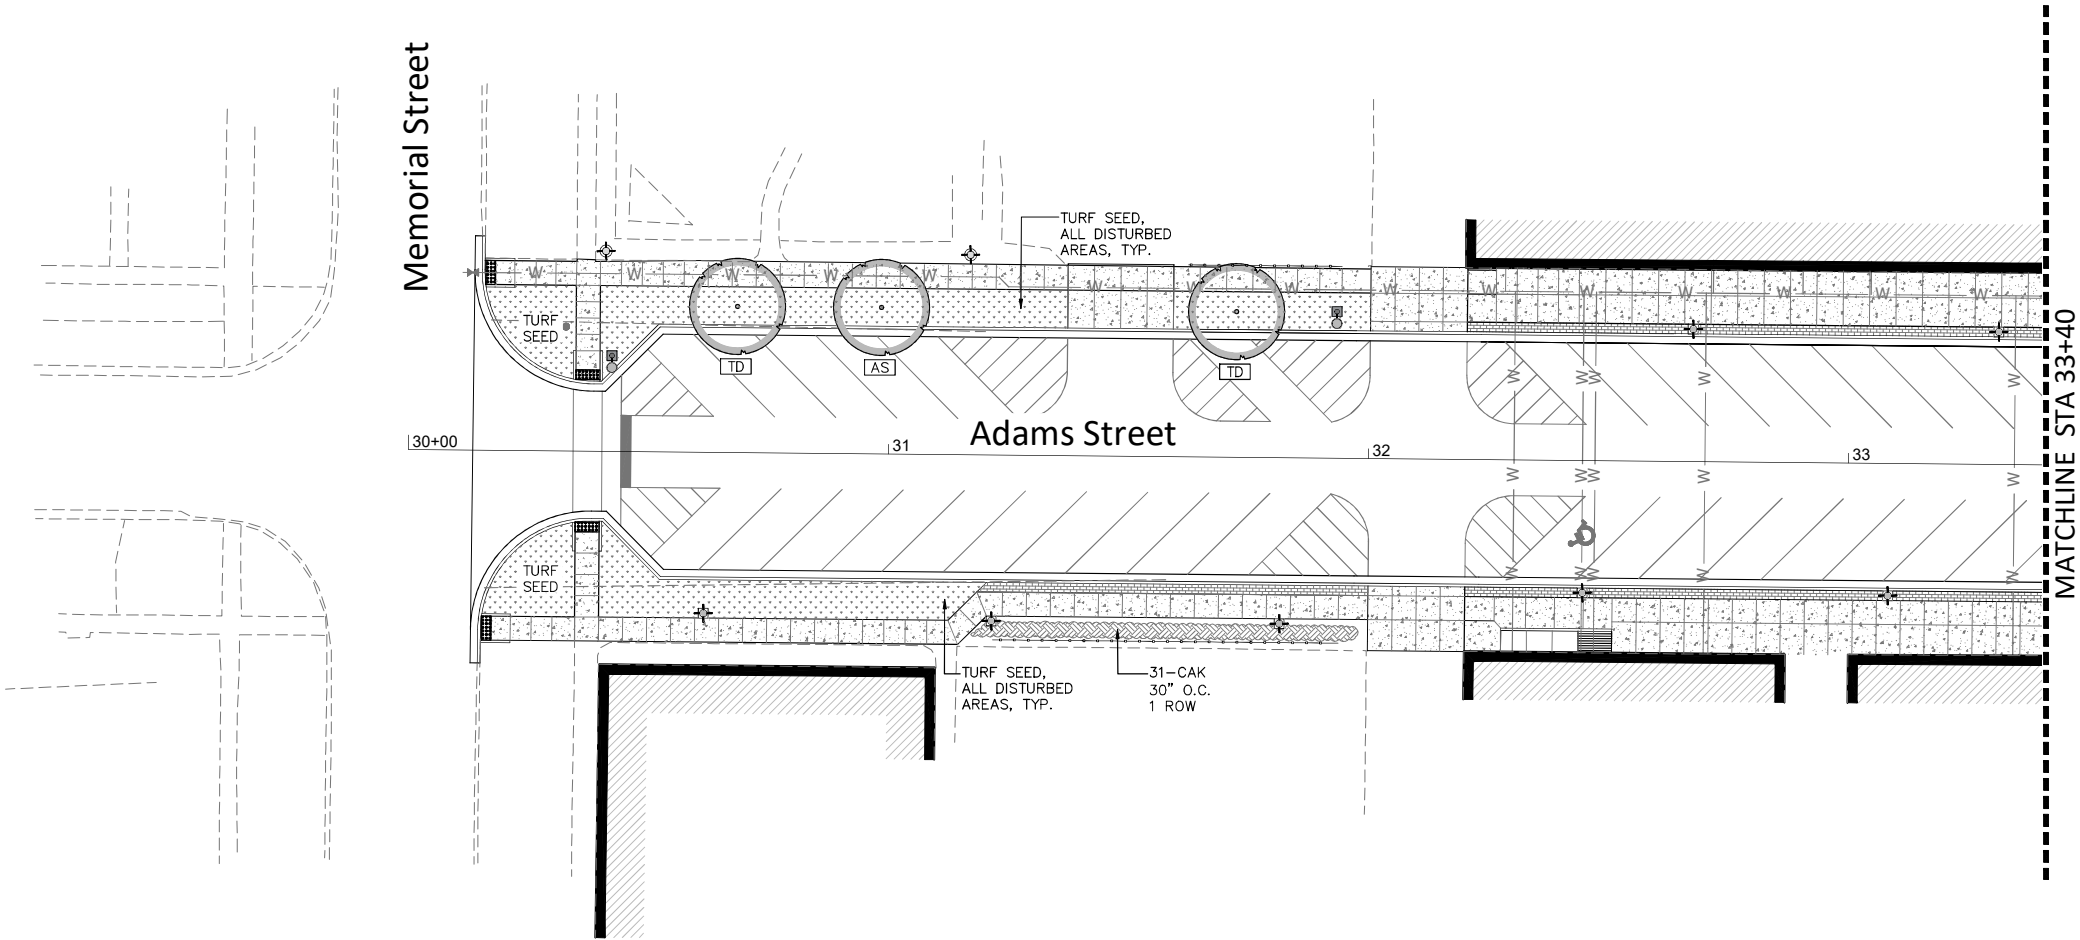 Memorial Street
TURF SEED,
ALL DISTURBED
AREAS, TYP.
W W W W W W W W W W W W W W W
TURF
SEED
TD
AS
TD
W W W W W
Adams Street
30+00
31
32
33
W W W W W
MATCHLINE STA 33+40
TURF
SEED
W W W W W
TURF SEED,
ALL DISTURBED
AREAS, TYP.
31-CAK
30" O.C.
1 ROW